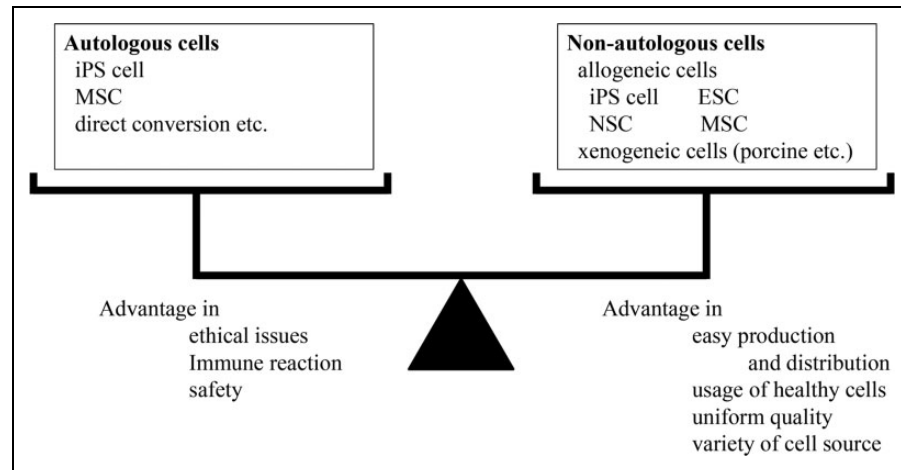 Autologous cells
iPS cell
MSC
direct conversion etc.
Non-autologous cells
allogeneic cells
iPS cell ESC
NSC MSC
xenogeneic cells (porcine etc.)
Advantage in
ethical issues
Immune reaction
safety
Advantage in
easy production
and distribution
usage of healthy cells
uniform quality
variety of cell source